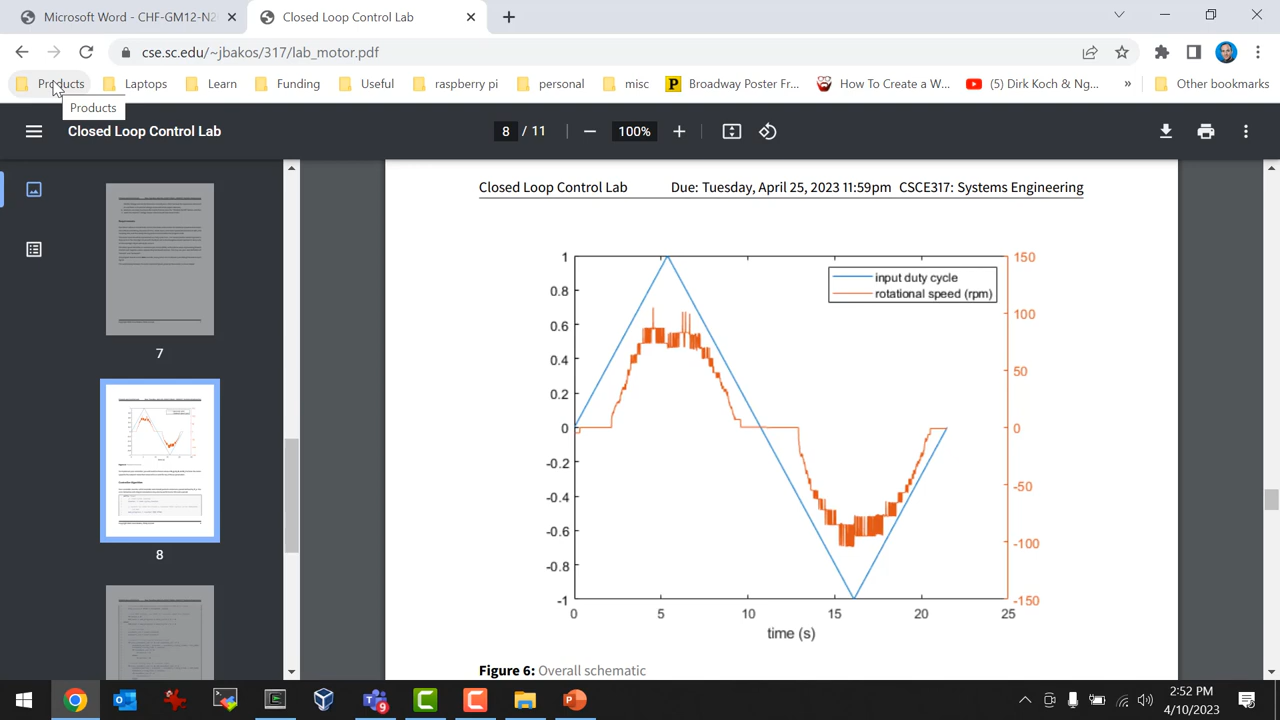 Microsoft Word - CHF-GM12-N2
Closed Loop Control Lab
cse.sc.edu/~jbakos/317/lab_motor.pdf
Products
Laptops
Learn
Funding
Useful
raspberry pi
personal
misc
Broadway Poster Fr...
How To Create a W...
(5) Dirk Koch & Ng...
»
Other bookmarks
Products
Closed Loop Control Lab
8 / 11
100%
7
8
Closed Loop Control Lab Due: Tuesday, April 25, 2023 11:59pm CSCE317: Systems Engineering
input duty cycle
rotational speed (rpm)
1
0.8
0.6
0.4
0.2
0
-0.2
-0.4
-0.6
-0.8
-1
150
100
50
0
-50
-100
-150
0 5 10 15 20 25
time (s)
Figure 6: Overall schematic
9
2:52 PM
4/10/2023